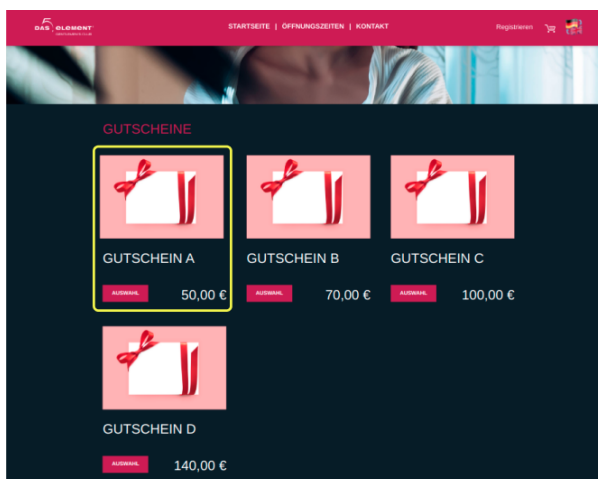 DAS 5 element
STARTSEITE | ÖFFNUNGSZEITEN | KONTAKT
Registrieren
GUTSCHEINE
GUTSCHEIN A
AUSWAHL 50,00 €
GUTSCHEIN B
AUSWAHL 70,00 €
GUTSCHEIN C
AUSWAHL 100,00 €
GUTSCHEIN D
AUSWAHL 140,00 €